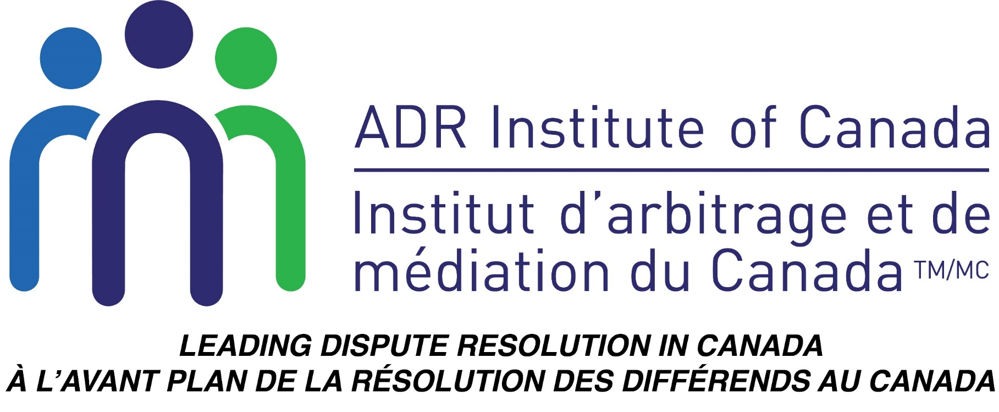 ADR Institute of Canada
Institut d'arbitrage et de
médiation du Canada TM/MC
LEADING DISPUTE RESOLUTION IN CANADA
À L'AVANT PLAN DE LA RÉSOLUTION DES DIFFÉRENDS AU CANADA